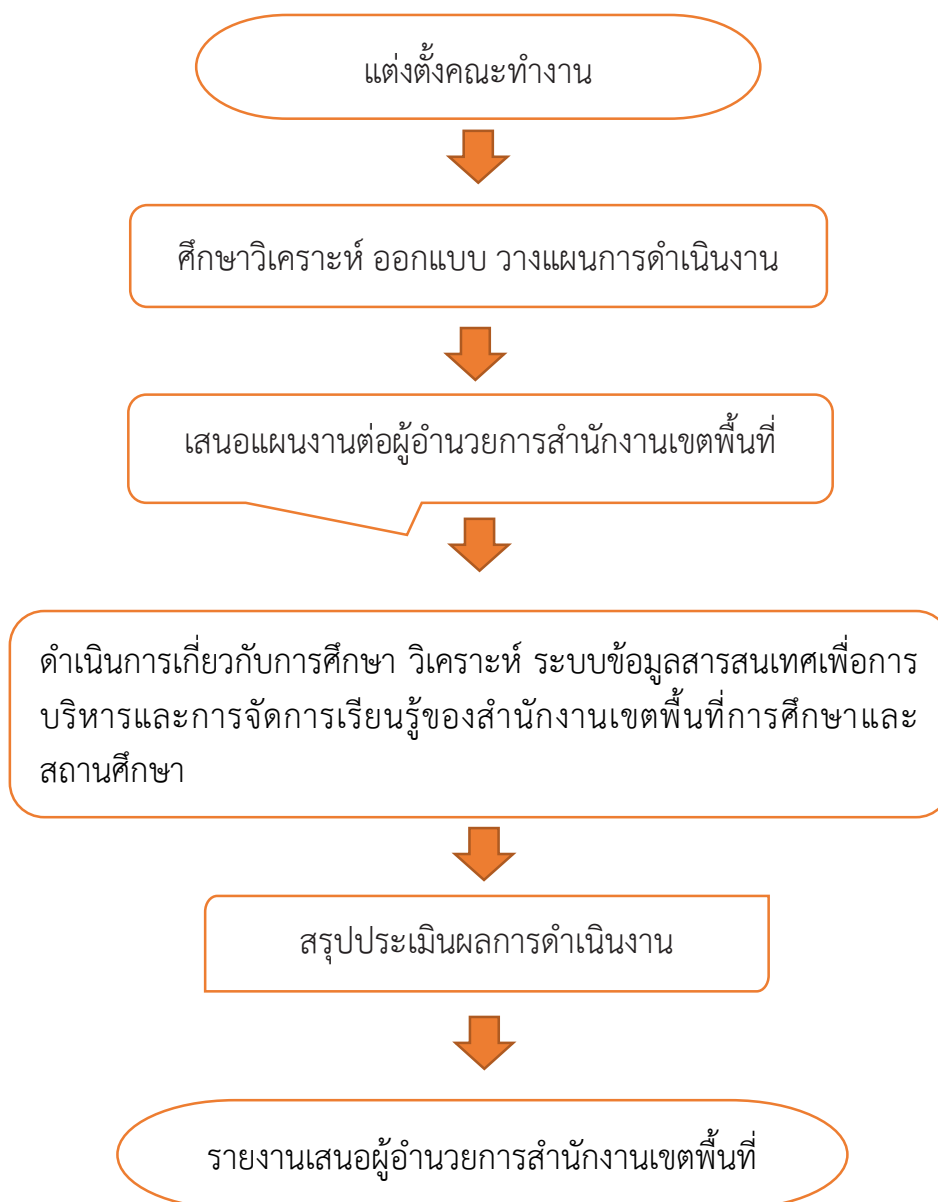 แต่งตั้งคณะทำงาน
ศึกษาวิเคราะห์ ออกแบบ วางแผนการดำเนินงาน
เสนอแผนงานต่อผู้อำนวยการสำนักงานเขตพื้นที่
ดำเนินการเกี่ยวกับการศึกษา วิเคราะห์ ระบบข้อมูลสารสนเทศเพื่อการ
บริหารและการจัดการเรียนรู้ของสำนักงานเขตพื้นที่การศึกษาและ
สถานศึกษา
สรุปประเมินผลการดำเนินงาน
รายงานเสนอผู้อำนวยการสำนักงานเขตพื้นที่